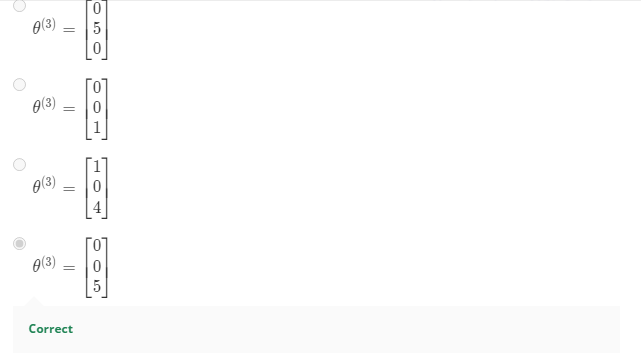 θ(3) = [0 5 0]
θ(3) = [0 0 1]
θ(3) = [1 0 4]
θ(3) = [0 0 5]
Correct